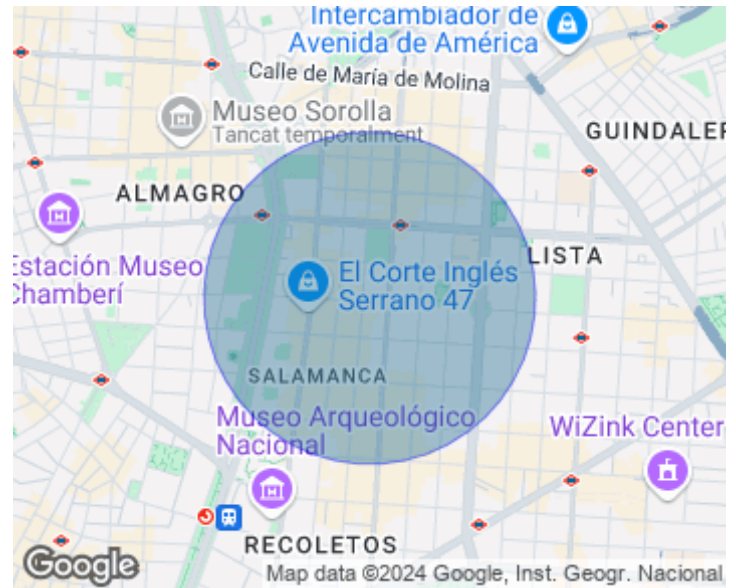 Intercambiador de
Avenida de América
Calle de María de Molina
Museo Sorolla
Tancat temporalment
GUINDALER
ALMAGRO
Estación Museo
Chamberí
LISTA
El Corte Inglés
Serrano 47
SALAMANCA
Museo Arqueológico
Nacional
WiZink Center
RECOLETOS
Google
Map data ©2024 Google, Inst. Geogr. Nacional